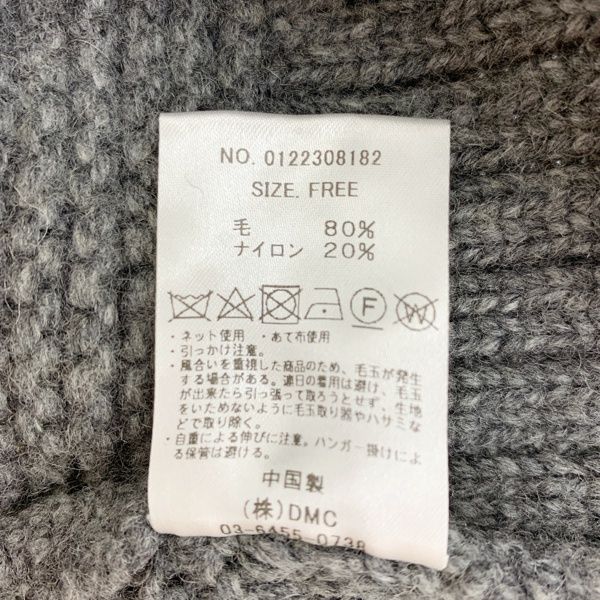 NO. 0122308182
SIZE. FREE
毛 80%
ナイロン 20%
F W
・ネット使用 ・あて布使用
・引っかけ注意。
・風合いを重視した商品のため、毛玉が発生
する場合がある。連日の着用は避け、毛玉
が出来たら引っ張って取ろうとせず、生地
をいためないように毛玉取り器やハサミな
どで取り除く。
・自重による伸びに注意。ハンガー掛けによ
る保管は避ける。
中国製
(株)DMC
03-6455-0738